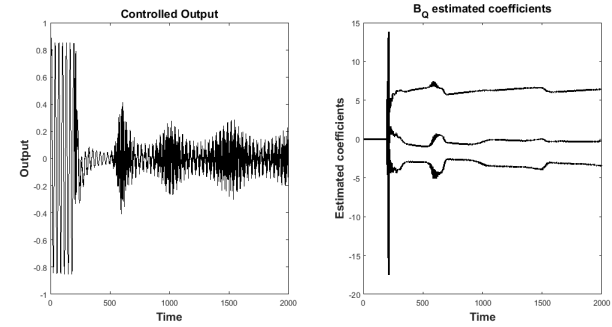 Controlled Output
1
0.8
0.6
0.4
0.2
0
-0.2
-0.4
-0.6
-0.8
-1
0 500 1000 1500 2000
Output
Time
B_Q estimated coefficients
15
10
5
0
-5
-10
-15
-20
0 500 1000 1500 2000
Estimated coefficients
Time